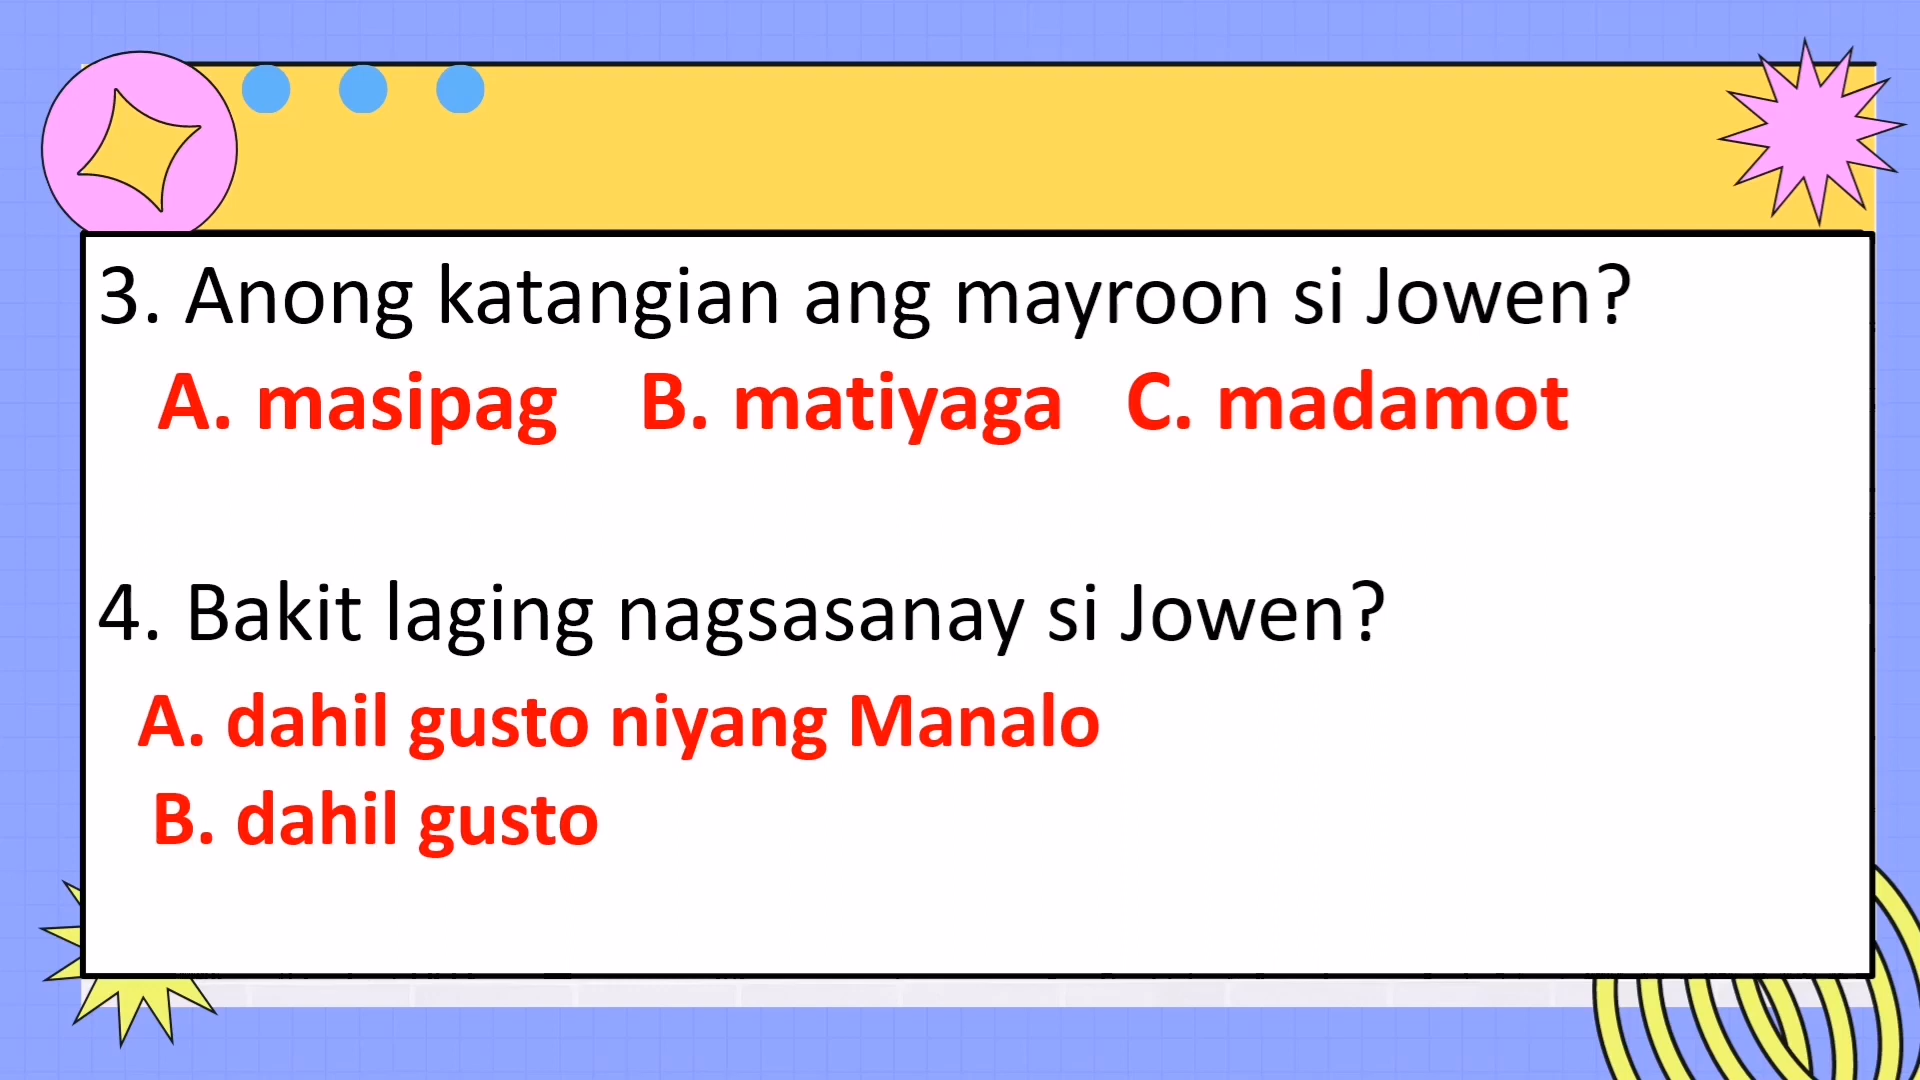 3. Anong katangian ang mayroon si Jowen?
A. masipag B. matiyaga C. madamot
4. Bakit laging nagsasanay si Jowen?
A. dahil gusto niyang Manalo
B. dahil gusto